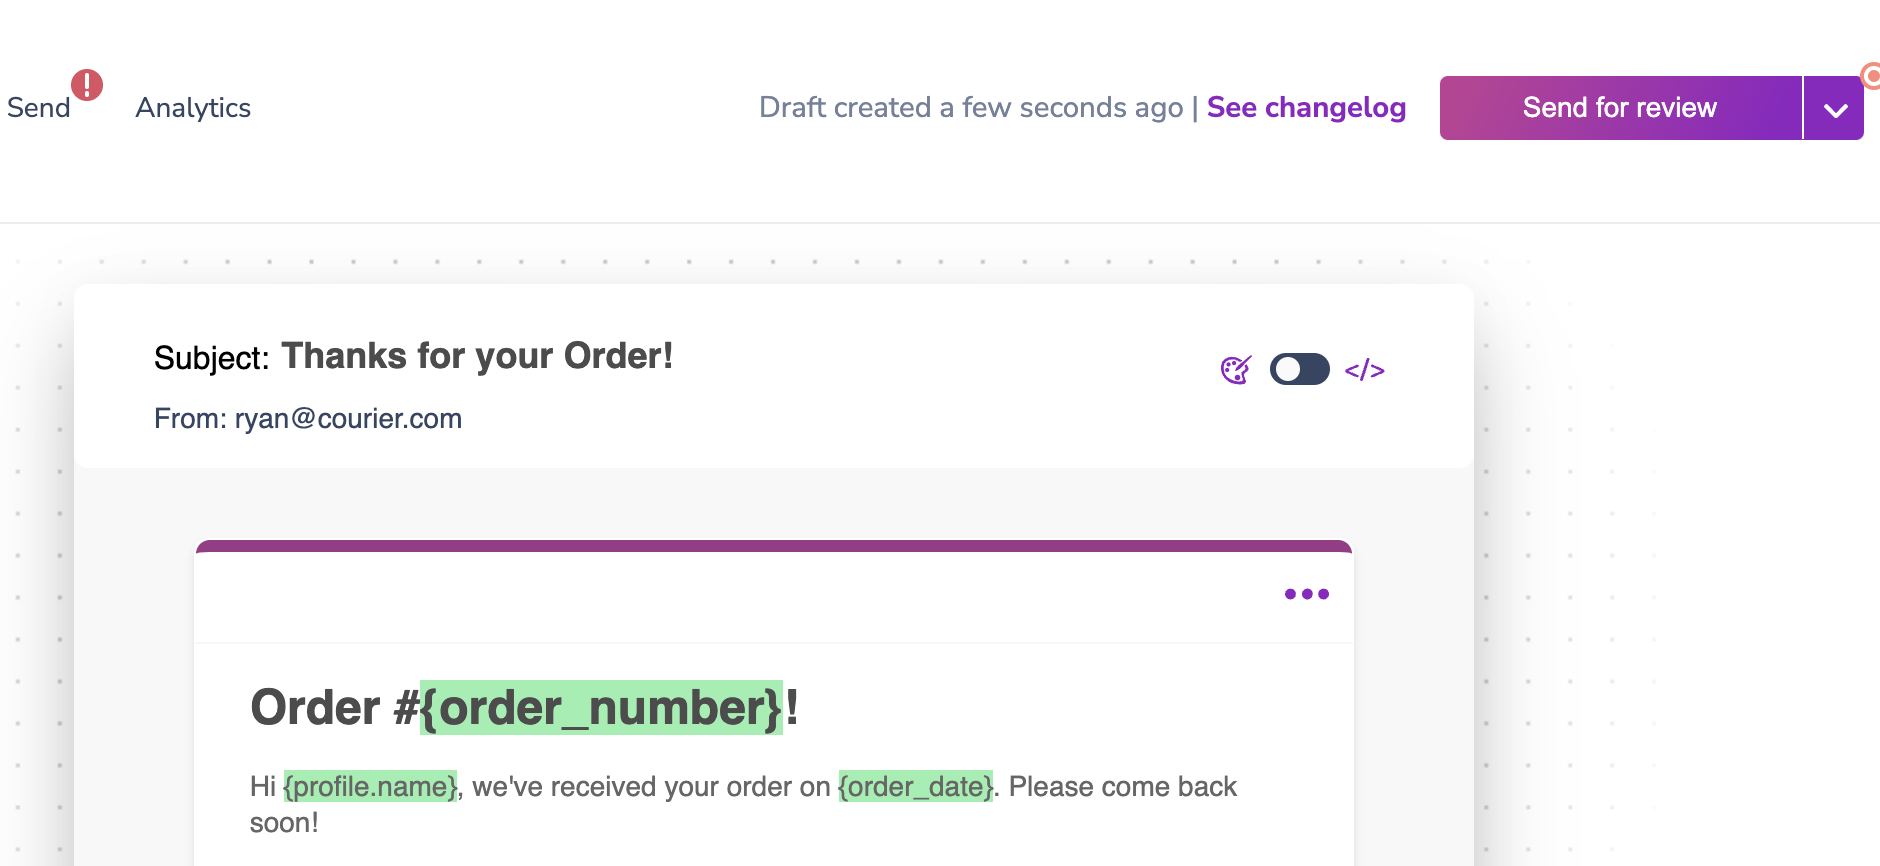 Send Analytics Draft created a few seconds ago | See changelog Send for review
Subject: Thanks for your Order!
</>
From: ryan@courier.com
Order #{order_number}!
Hi {profile.name}, we've received your order on {order_date}. Please come back
soon!